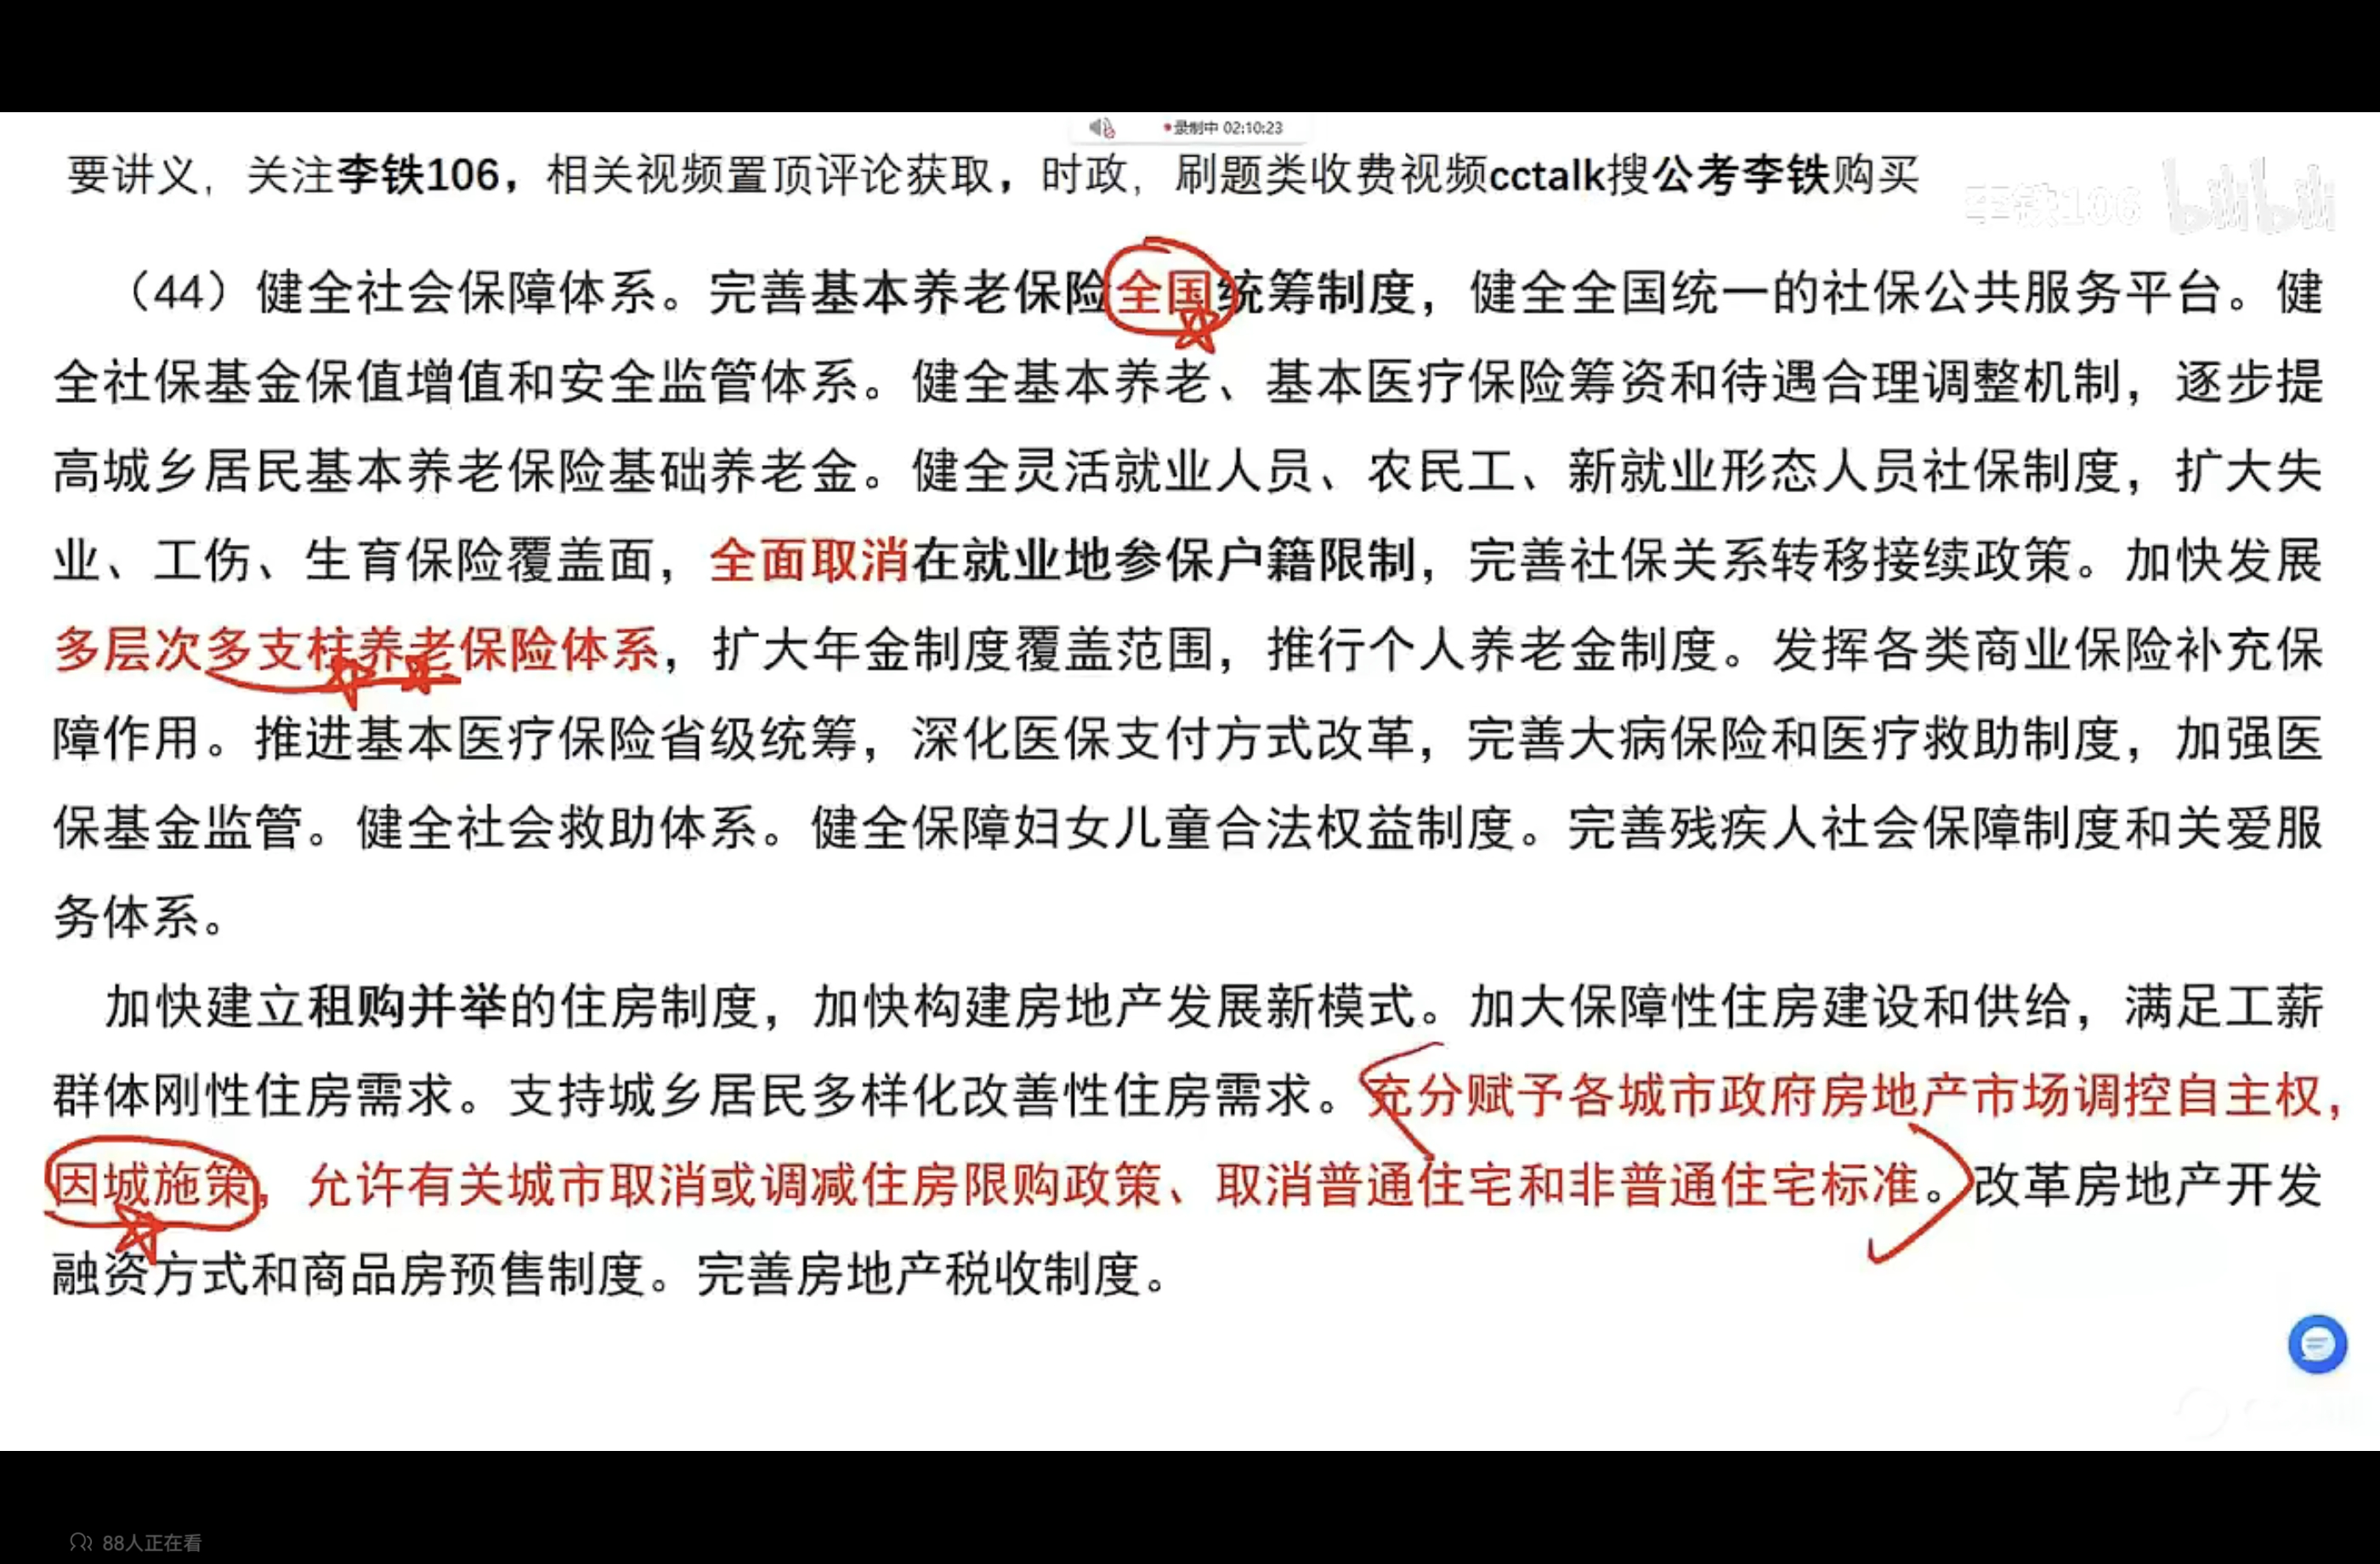 录制中 02:10:23
要讲义，关注李铁106，相关视频置顶评论获取，时政，刷题类收费视频cctalk搜公考李铁购买
李铁106 bilibili
（44）健全社会保障体系。完善基本养老保险全国统筹制度，健全全国统一的社保公共服务平台。健
全社保基金保值增值和安全监管体系。健全基本养老、基本医疗保险筹资和待遇合理调整机制，逐步提
高城乡居民基本养老保险基础养老金。健全灵活就业人员、农民工、新就业形态人员社保制度，扩大失
业、工伤、生育保险覆盖面，全面取消在就业地参保户籍限制，完善社保关系转移接续政策。加快发展
多层次多支柱养老保险体系，扩大年金制度覆盖范围，推行个人养老金制度。发挥各类商业保险补充保
障作用。推进基本医疗保险省级统筹，深化医保支付方式改革，完善大病保险和医疗救助制度，加强医
保基金监管。健全社会救助体系。健全保障妇女儿童合法权益制度。完善残疾人社会保障制度和关爱服
务体系。
加快建立租购并举的住房制度，加快构建房地产发展新模式。加大保障性住房建设和供给，满足工薪
群体刚性住房需求。支持城乡居民多样化改善性住房需求。充分赋予各城市政府房地产市场调控自主权，
因城施策，允许有关城市取消或调减住房限购政策、取消普通住宅和非普通住宅标准。改革房地产开发
融资方式和商品房预售制度。完善房地产税收制度。
88人正在看